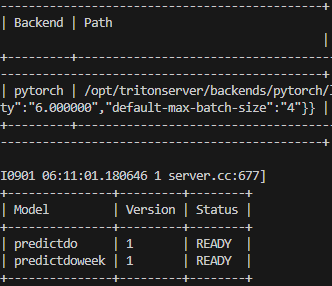 -----------------------------------------------+
| Backend | Path
|
+---------+-------------------------------------
-----------------------------------------------+
| pytorch | /opt/tritonserver/backends/pytorch/
ty":"6.000000","default-max-batch-size":"4"}} |
+---------+-------------------------------------
-----------------------------------------------+
I0901 06:11:01.180646 1 server.cc:677]
+---------------+---------+--------+
| Model | Version | Status |
+---------------+---------+--------+
| predictdo | 1 | READY |
| predictdoweek | 1 | READY |
+---------------+---------+--------+